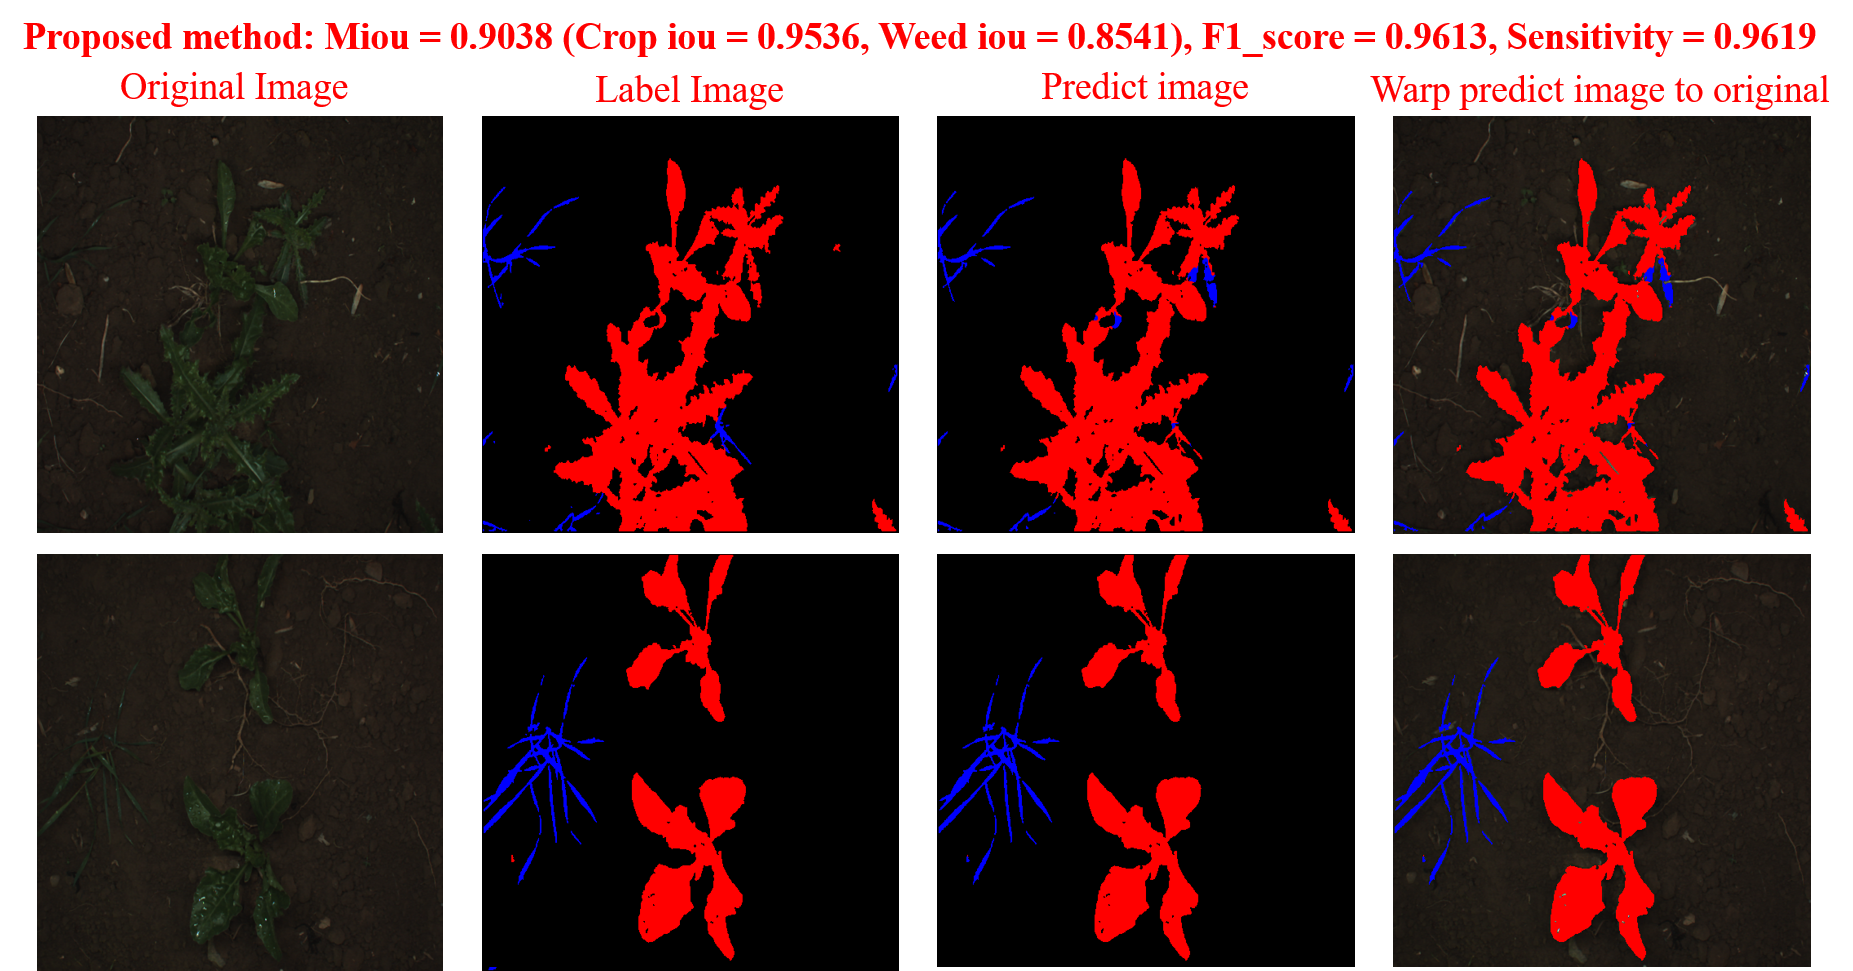 Proposed method: Miou = 0.9038 (Crop iou = 0.9536, Weed iou = 0.8541), F1_score = 0.9613, Sensitivity = 0.9619
Original Image
Label Image
Predict image
Warp predict image to original